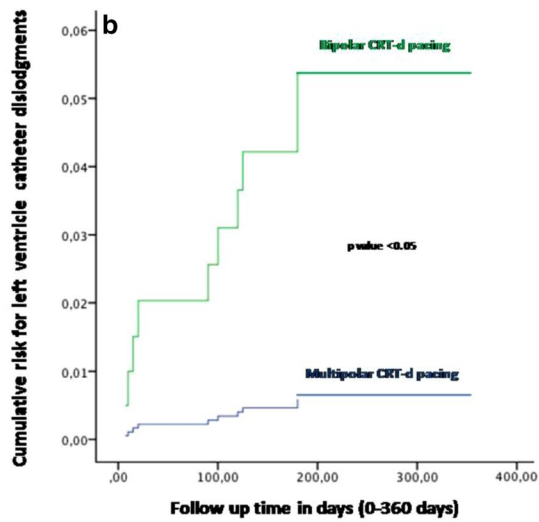 b
Cumulative risk for left ventricle catheter dislodgments
0,06
0,05
0,04
0,03
0,02
0,01
0,00
Bipolar CRT-d pacing
p value <0.05
Multipolar CRT-d pacing
,00 100,00 200,00 300,00 400,00
Follow up time in days (0-360 days)